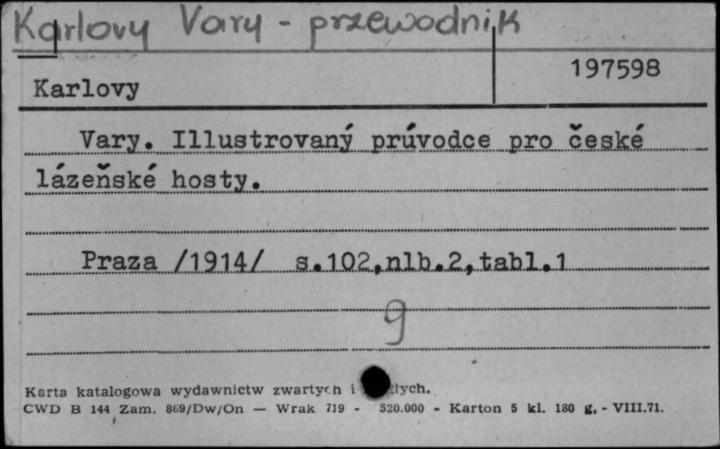 Karlovy Vary - przewodnik
197598
Karlovy
Vary. Illustrovaný prúvodce pro české
lázeňské hosty.
Praza /1914/ s.102,nlb.2,tabl.1
9
Karta katalogowa wydawnictw zwartych i
CWD B 144 Zam. 869/Dw/On — Wrak 719 - 520.000 - Karton 5 kl. 180 g. - VIII.71.